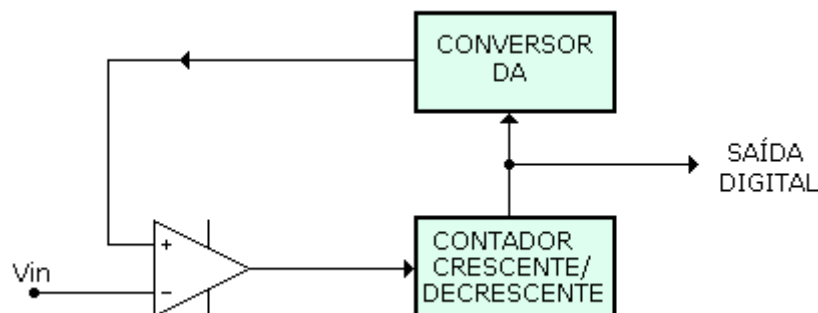 CONVERSOR
DA
SAÍDA
DIGITAL
+
Vin
-
CONTADOR
CRESCENTE/
DECRESCENTE